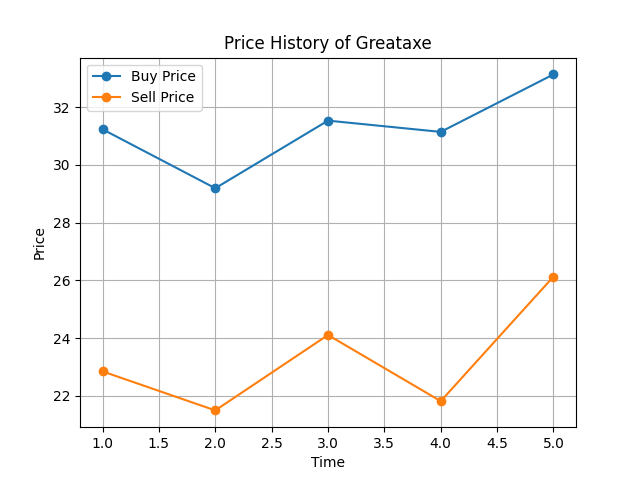 Price History of Greataxe
Buy Price
Sell Price
Price
32
30
28
26
24
22
1.0 1.5 2.0 2.5 3.0 3.5 4.0 4.5 5.0
Time